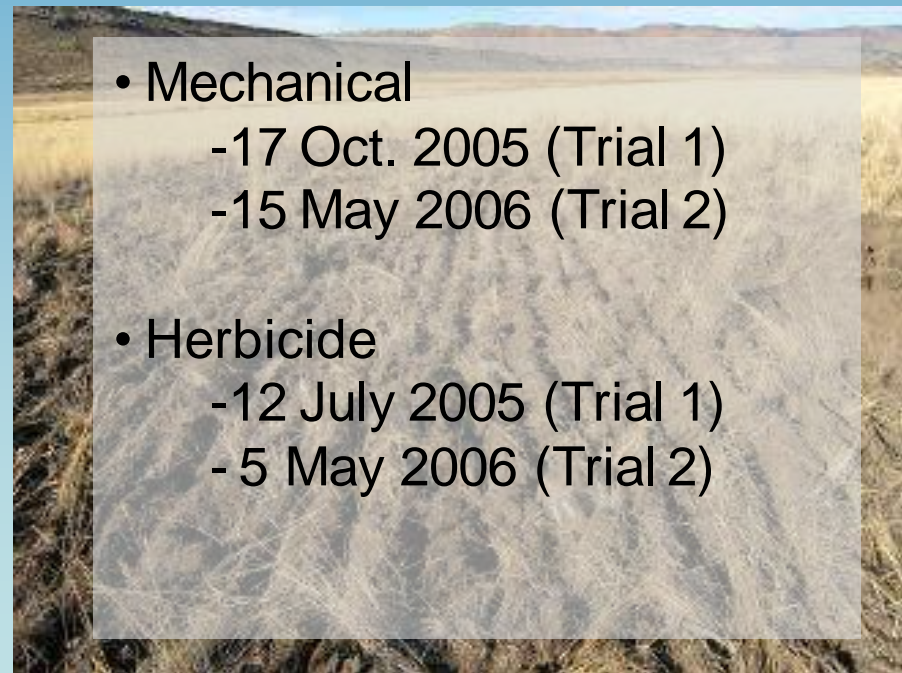 • Mechanical
-17 Oct. 2005 (Trial 1)
-15 May 2006 (Trial 2)
• Herbicide
-12 July 2005 (Trial 1)
- 5 May 2006 (Trial 2)